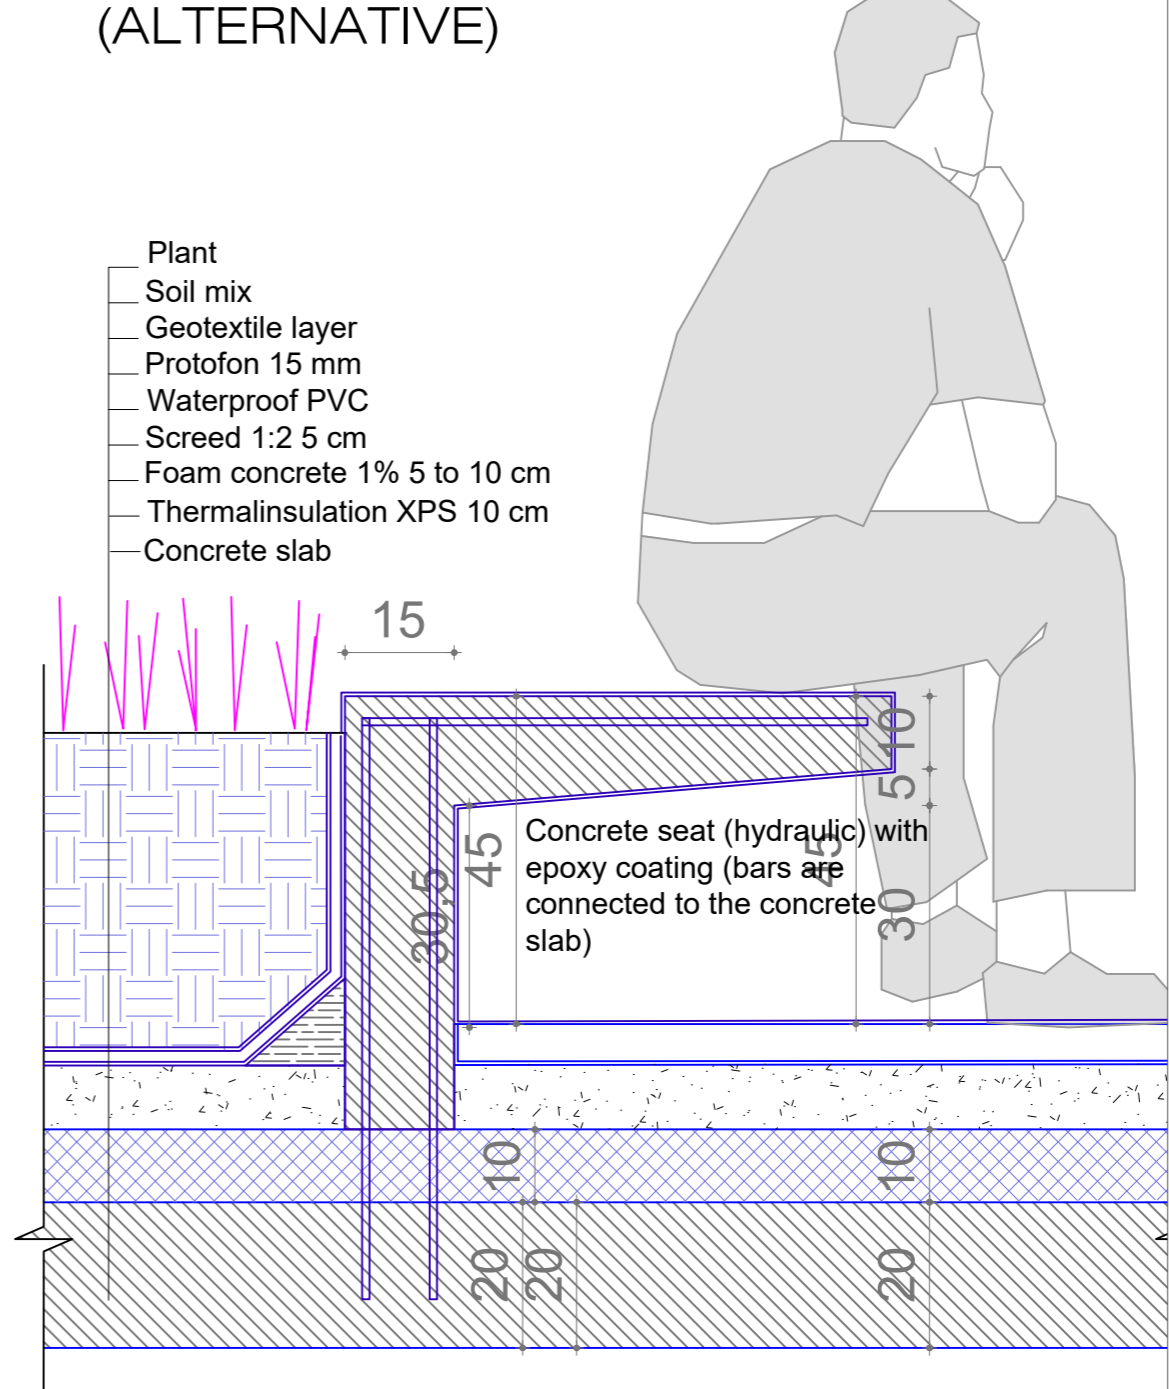 (ALTERNATIVE)
Plant
Soil mix
Geotextile layer
Protofon 15 mm
Waterproof PVC
Screed 1:2 5 cm
Foam concrete 1% 5 to 10 cm
Thermalinsulation XPS 10 cm
Concrete slab
15
10
5
45
30,5
45
30
Concrete seat (hydraulic) with
epoxy coating (bars are
connected to the concrete
slab)
10
10
20
20
20